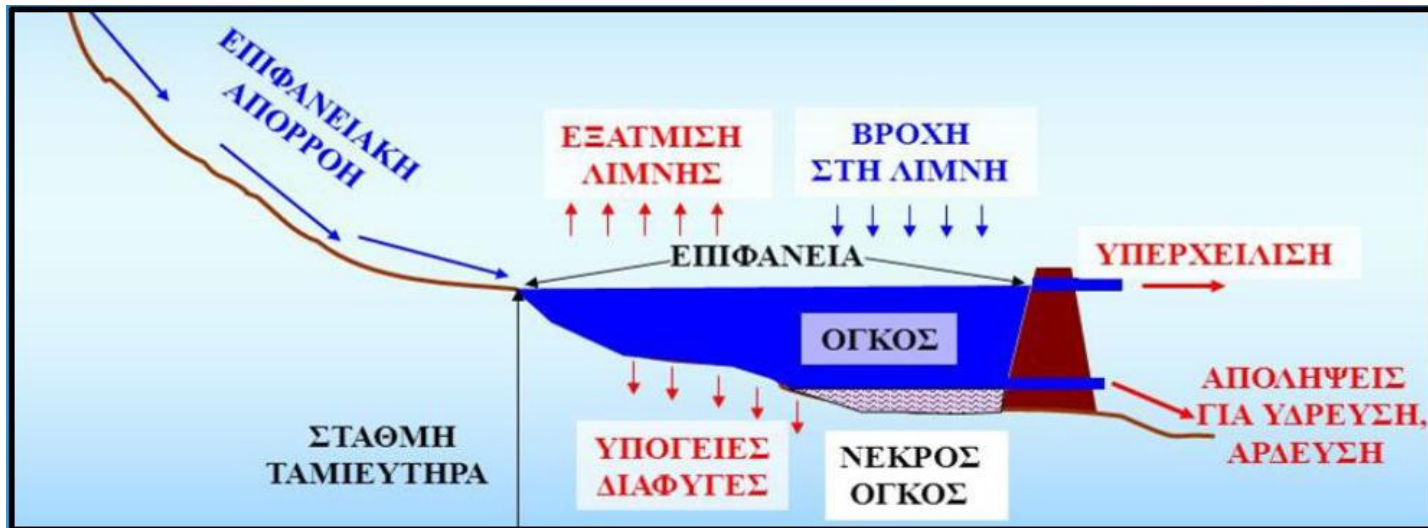 ΕΠΙΦΑΝΕΙΑΚΗ
ΑΠΟΡΡΟΗ
ΕΞΑΤΜΙΣΗ
ΛΙΜΝΗΣ
ΒΡΟΧΗ
ΣΤΗ ΛΙΜΝΗ
ΕΠΙΦΑΝΕΙΑ
ΥΠΕΡΧΕΙΛΙΣΗ
ΟΓΚΟΣ
ΑΠΟΛΗΨΕΙΣ
ΓΙΑ ΥΔΡΕΥΣΗ,
ΑΡΔΕΥΣΗ
ΣΤΑΘΜΗ
ΤΑΜΙΕΥΤΗΡΑ
ΥΠΟΓΕΙΕΣ
ΔΙΑΦΥΓΕΣ
ΝΕΚΡΟΣ
ΟΓΚΟΣ